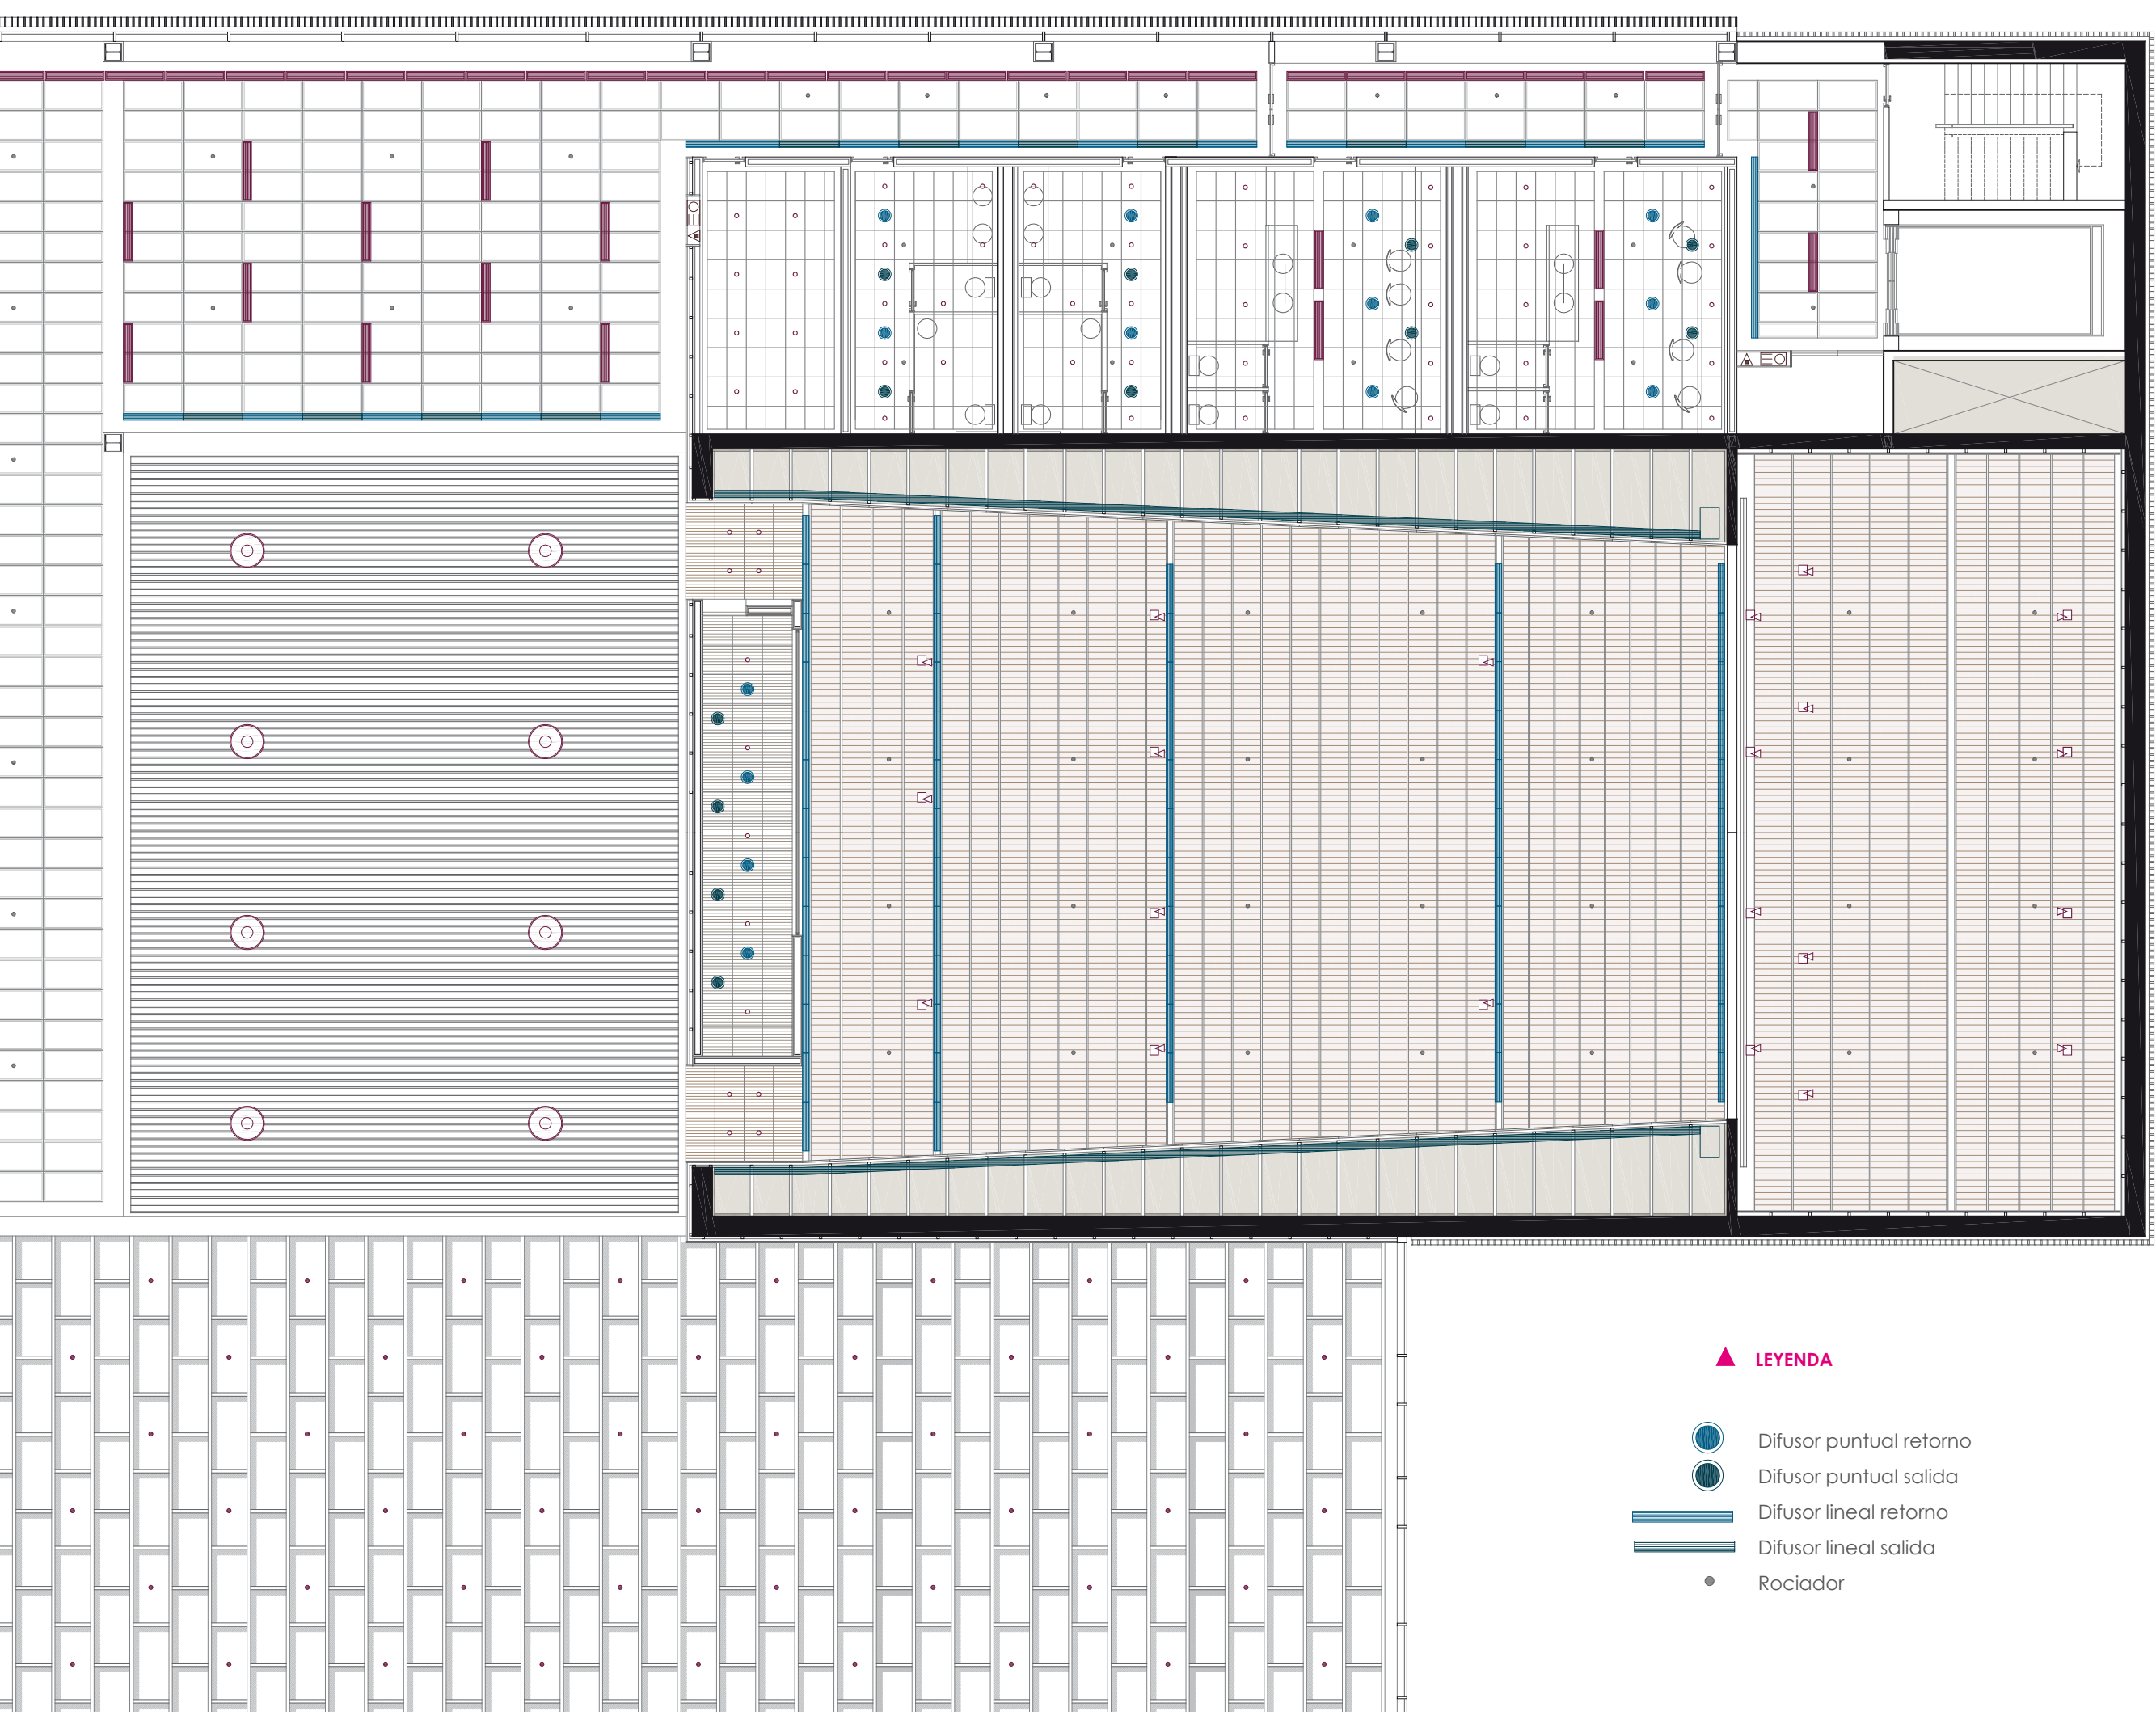 LEYENDA
Difusor puntual retorno
Difusor puntual salida
Difusor lineal retorno
Difusor lineal salida
Rociador